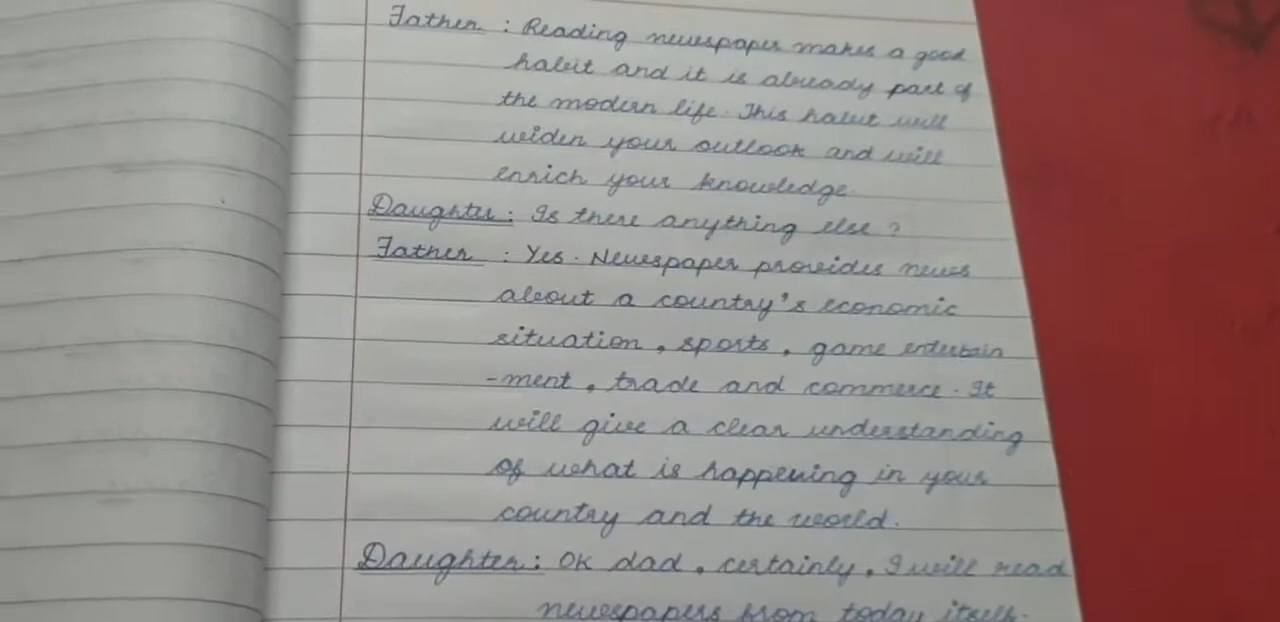 Father : Reading newspaper makes a good
habit and it is already part of
the modern life. This habit will
widen your outlook and will
enrich your knowledge.
Daughter : Is there anything else ?
Father : Yes. Newspaper provides news
about a country's economic
situation, sports, game entertain
-ment, trade and commerce. It
will give a clear understanding
of what is happening in your
country and the world.
Daughter : OK dad, certainly, I will read
newspapers from today itself.